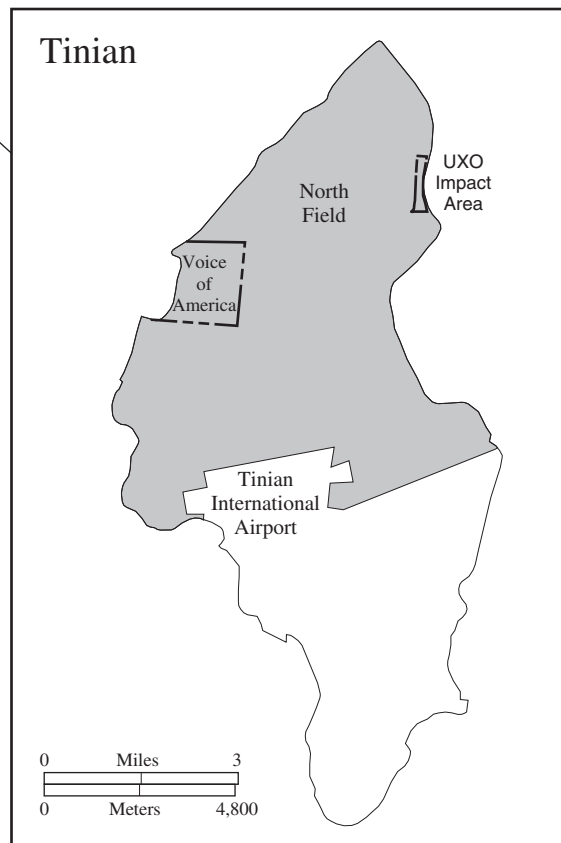 Tinian
North
Field
UXO
Impact
Area
Voice
of
America
Tinian
International
Airport
0 Miles 3
0 Meters 4,800